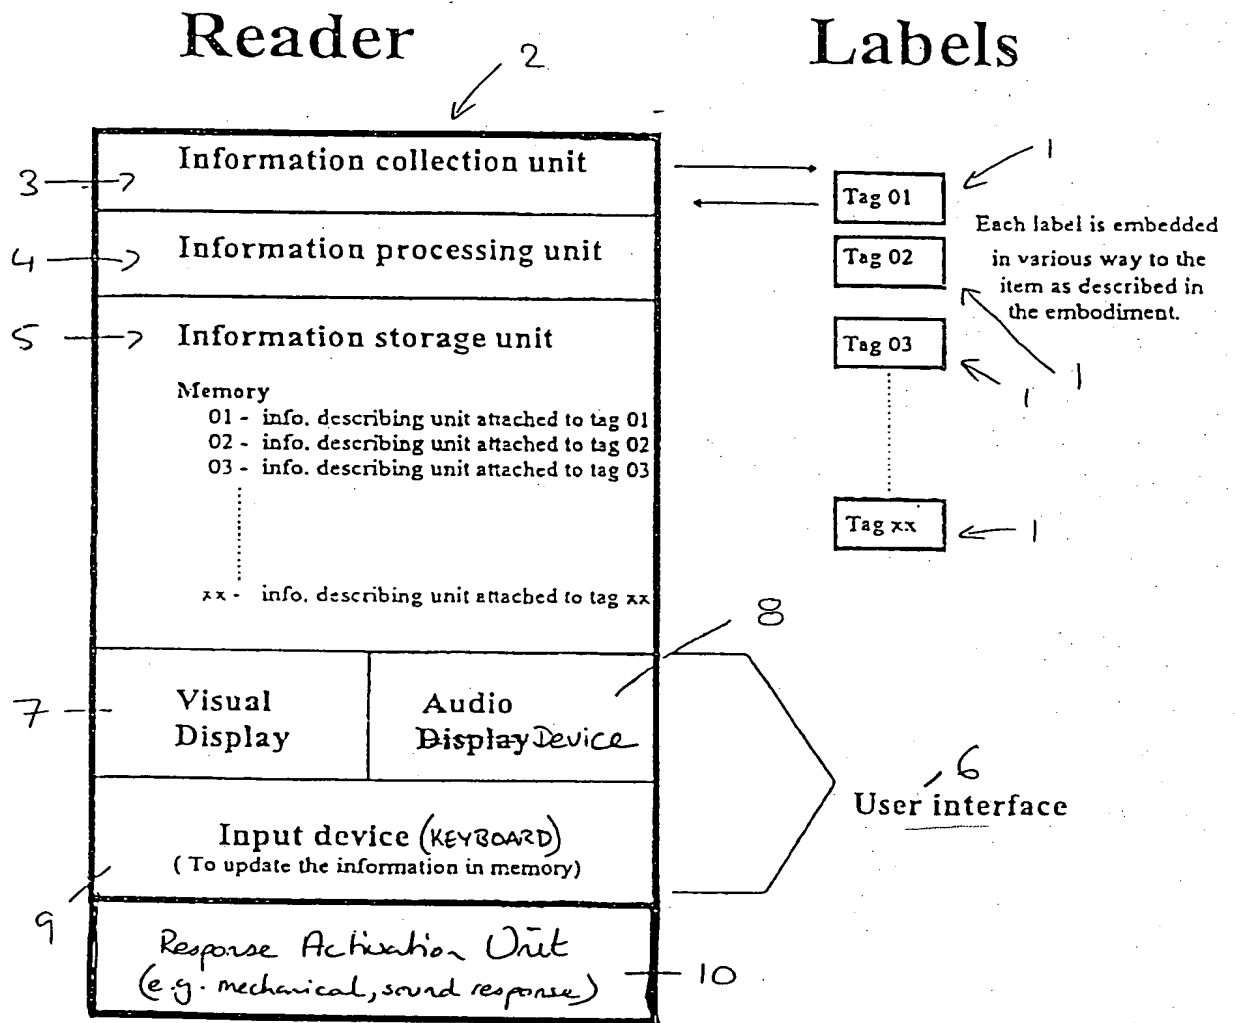 Reader
Labels
2
Information collection unit
3
Information processing unit
4
Information storage unit
5
Memory
01 - info. describing unit attached to tag 01
02 - info. describing unit attached to tag 02
03 - info. describing unit attached to tag 03
xx - info. describing unit attached to tag xx
Tag 01
1
Tag 02
1
Tag 03
1
Tag xx
1
Each label is embedded
in various way to the
item as described in
the embodiment.
7
Visual
Display
8
Audio
Display Device
6
User interface
Input device (KEYBOARD)
( To update the information in memory)
9
Response Activation Unit
(e.g. mechanical, sound response)
10